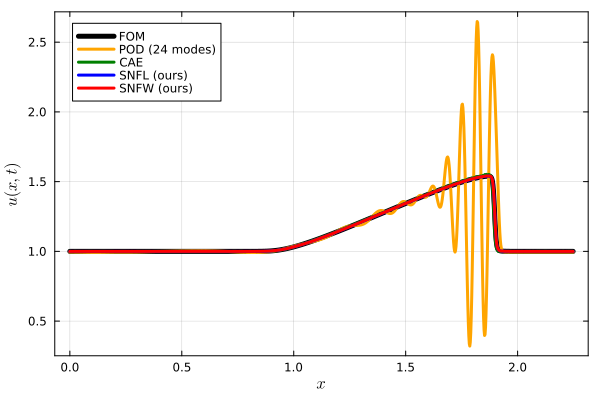 FOM
POD (24 modes)
CAE
SNFL (ours)
SNFW (ours)
2.5
2.0
1.5
1.0
0.5
u(x, t)
0.0 0.5 1.0 1.5 2.0
x